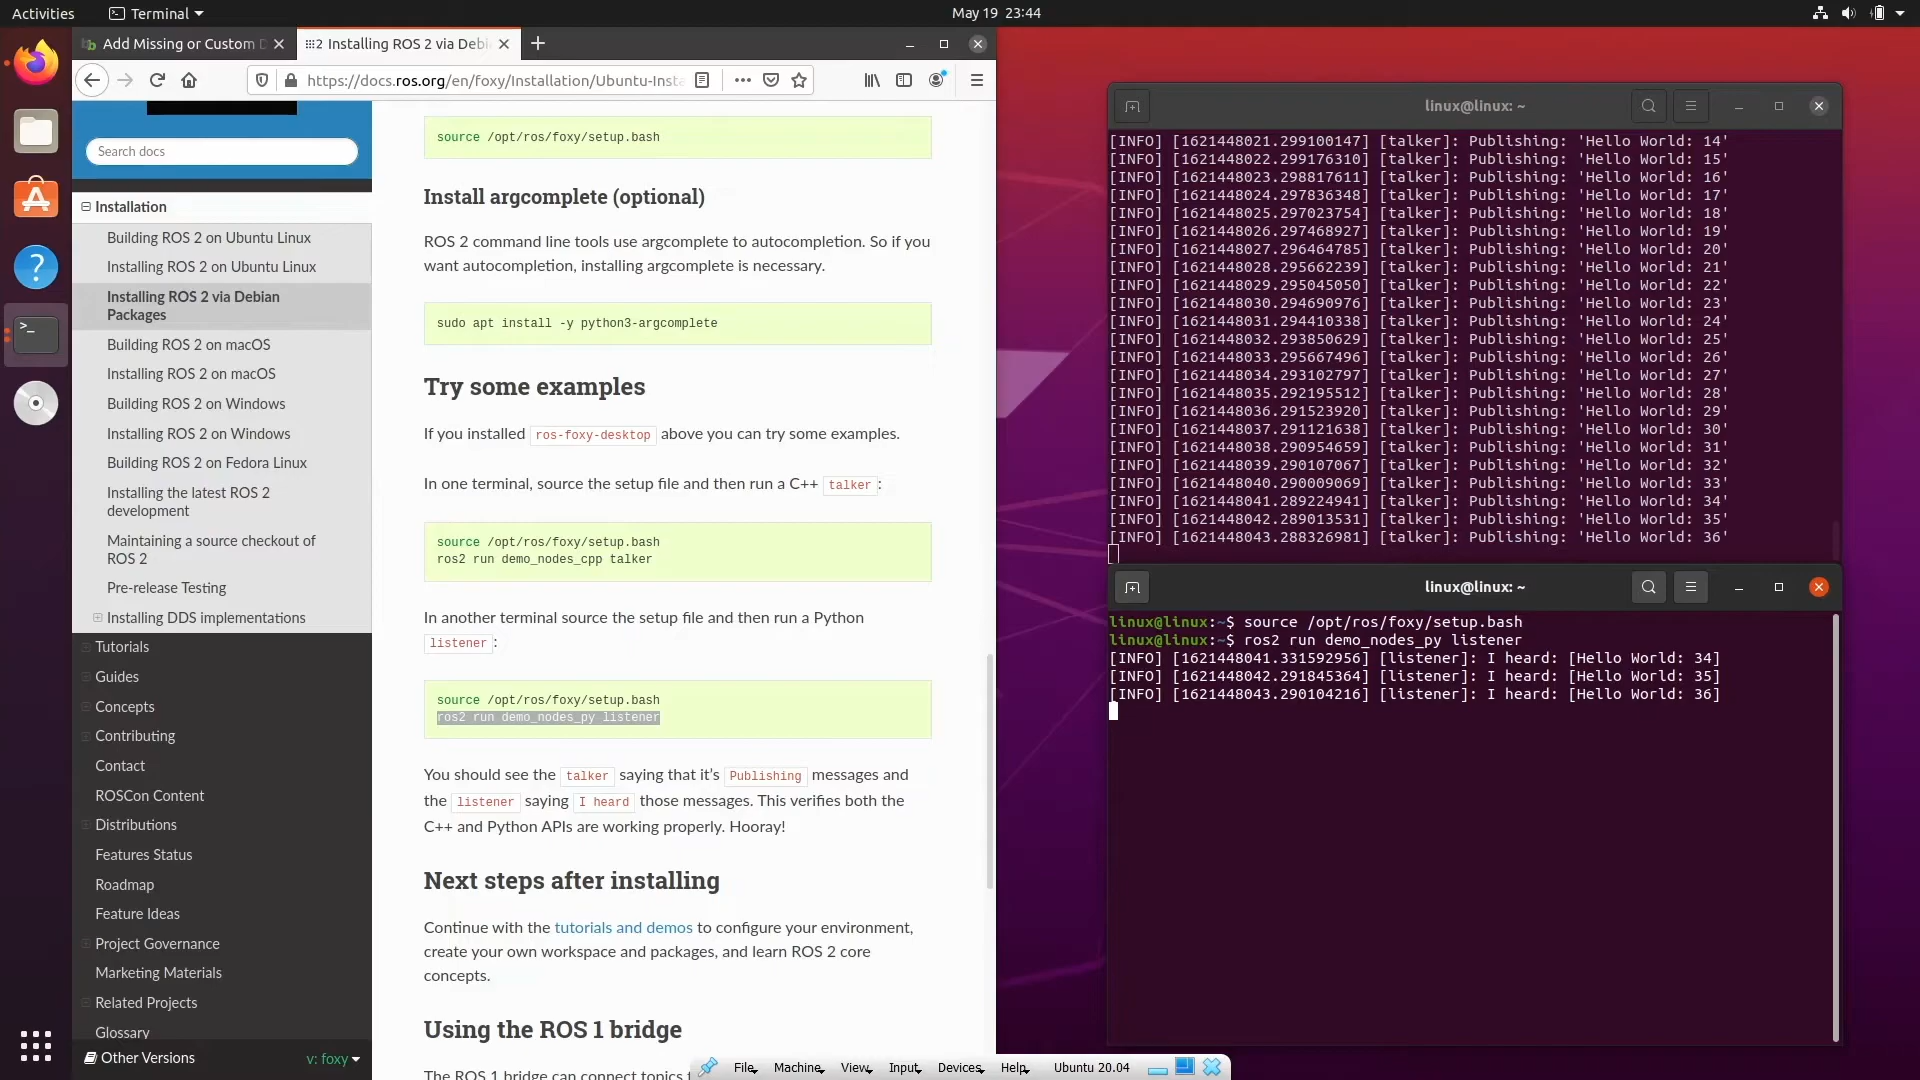 Activities
Terminal
May 19 23:44
Add Missing or Custom D
Installing ROS 2 via Debi
https://docs.ros.org/en/foxy/Installation/Ubuntu-Insta
Search docs
Installation
Building ROS 2 on Ubuntu Linux
Installing ROS 2 on Ubuntu Linux
Installing ROS 2 via Debian
Packages
Building ROS 2 on macOS
Installing ROS 2 on macOS
Building ROS 2 on Windows
Installing ROS 2 on Windows
Building ROS 2 on Fedora Linux
Installing the latest ROS 2
development
Maintaining a source checkout of
ROS 2
Pre-release Testing
Installing DDS implementations
Tutorials
Guides
Concepts
Contributing
Contact
ROSCon Content
Distributions
Features Status
Roadmap
Feature Ideas
Project Governance
Marketing Materials
Related Projects
Glossary
Other Versions
v: foxy
source /opt/ros/foxy/setup.bash
Install argcomplete (optional)
ROS 2 command line tools use argcomplete to autocompletion. So if you
want autocompletion, installing argcomplete is necessary.
sudo apt install -y python3-argcomplete
Try some examples
If you installed ros-foxy-desktop above you can try some examples.
In one terminal, source the setup file and then run a C++ talker:
source /opt/ros/foxy/setup.bash
ros2 run demo_nodes_cpp talker
In another terminal source the setup file and then run a Python
listener:
source /opt/ros/foxy/setup.bash
ros2 run demo_nodes_py listener
You should see the talker saying that it's Publishing messages and
the listener saying I heard those messages. This verifies both the
C++ and Python APIs are working properly. Hooray!
Next steps after installing
Continue with the tutorials and demos to configure your environment,
create your own workspace and packages, and learn ROS 2 core
concepts.
Using the ROS 1 bridge
The ROS 1 bridge can connect topics
linux@linux: ~
[INFO] [1621448021.299100147] [talker]: Publishing: 'Hello World: 14'
[INFO] [1621448022.299176310] [talker]: Publishing: 'Hello World: 15'
[INFO] [1621448023.298817611] [talker]: Publishing: 'Hello World: 16'
[INFO] [1621448024.297836348] [talker]: Publishing: 'Hello World: 17'
[INFO] [1621448025.297023754] [talker]: Publishing: 'Hello World: 18'
[INFO] [1621448026.297468927] [talker]: Publishing: 'Hello World: 19'
[INFO] [1621448027.296464785] [talker]: Publishing: 'Hello World: 20'
[INFO] [1621448028.295662239] [talker]: Publishing: 'Hello World: 21'
[INFO] [1621448029.295045050] [talker]: Publishing: 'Hello World: 22'
[INFO] [1621448030.294690976] [talker]: Publishing: 'Hello World: 23'
[INFO] [1621448031.294410338] [talker]: Publishing: 'Hello World: 24'
[INFO] [1621448032.293850629] [talker]: Publishing: 'Hello World: 25'
[INFO] [1621448033.295667496] [talker]: Publishing: 'Hello World: 26'
[INFO] [1621448034.293102797] [talker]: Publishing: 'Hello World: 27'
[INFO] [1621448035.292195512] [talker]: Publishing: 'Hello World: 28'
[INFO] [1621448036.291523920] [talker]: Publishing: 'Hello World: 29'
[INFO] [1621448037.291121638] [talker]: Publishing: 'Hello World: 30'
[INFO] [1621448038.290954659] [talker]: Publishing: 'Hello World: 31'
[INFO] [1621448039.290107067] [talker]: Publishing: 'Hello World: 32'
[INFO] [1621448040.290009069] [talker]: Publishing: 'Hello World: 33'
[INFO] [1621448041.289224941] [talker]: Publishing: 'Hello World: 34'
[INFO] [1621448042.289013531] [talker]: Publishing: 'Hello World: 35'
[INFO] [1621448043.288326981] [talker]: Publishing: 'Hello World: 36'
linux@linux: ~
linux@linux:~$ source /opt/ros/foxy/setup.bash
linux@linux:~$ ros2 run demo_nodes_py listener
[INFO] [1621448041.331592956] [listener]: I heard: [Hello World: 34]
[INFO] [1621448042.291845364] [listener]: I heard: [Hello World: 35]
[INFO] [1621448043.290104216] [listener]: I heard: [Hello World: 36]
File Machine View Input Devices Help Ubuntu 20.04